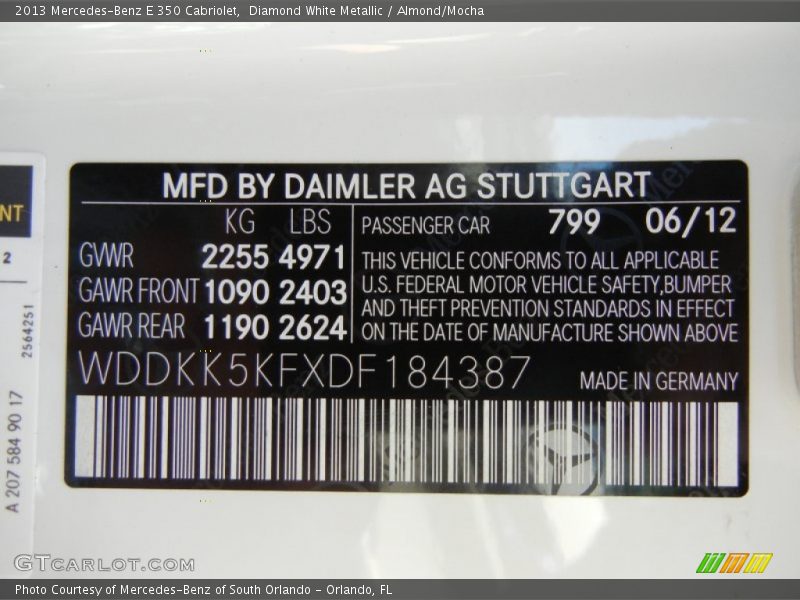 2013 Mercedes-Benz E 350 Cabriolet, Diamond White Metallic / Almond/Mocha
MFD BY DAIMLER AG STUTTGART
KG LBS
GWR 2255 4971
GAWR FRONT 1090 2403
GAWR REAR 1190 2624
PASSENGER CAR 799 06/12
THIS VEHICLE CONFORMS TO ALL APPLICABLE
U.S. FEDERAL MOTOR VEHICLE SAFETY,BUMPER
AND THEFT PREVENTION STANDARDS IN EFFECT
ON THE DATE OF MANUFACTURE SHOWN ABOVE
WDDKK5KFXDF184387
MADE IN GERMANY
NT
2
2564251
A 207 584 90 17
GTCARLOT.COM
Photo Courtesy of Mercedes-Benz of South Orlando - Orlando, FL